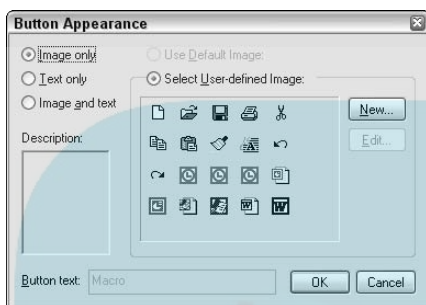 Button Appearance
Image only
Text only
Image and text
Description:
Use Default Image:
Select User-defined Image:
New...
Edit...
Button text: Macro
OK
Cancel